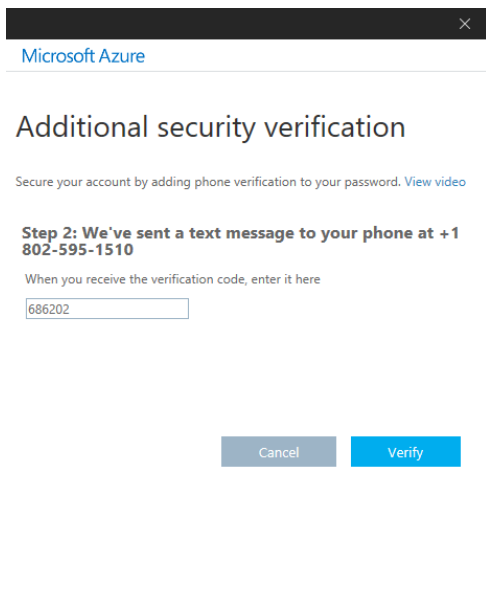 Microsoft Azure
Additional security verification
Secure your account by adding phone verification to your password. View video
Step 2: We've sent a text message to your phone at +1
802-595-1510
When you receive the verification code, enter it here
686202
Cancel
Verify